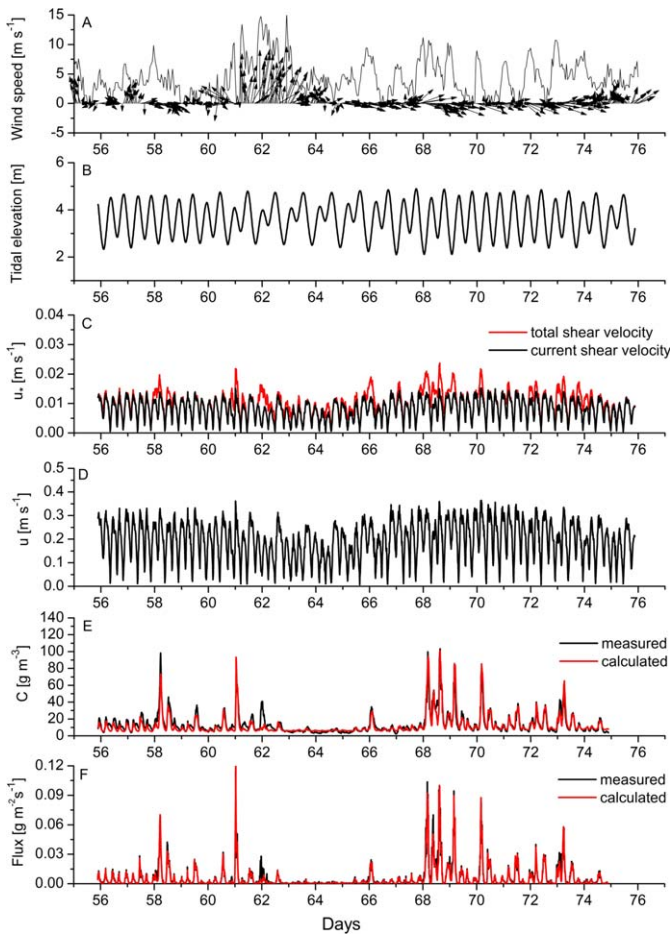 A
Wind speed [m s-1]
15
10
5
0
-5
56 58 60 62 64 66 68 70 72 74 76
B
Tidal elevation [m]
6
4
2
56 58 60 62 64 66 68 70 72 74 76
C
u* [m s-1]
0.04
0.03
0.02
0.01
0.00
total shear velocity
current shear velocity
56 58 60 62 64 66 68 70 72 74 76
D
u [m s-1]
0.5
0.4
0.3
0.2
0.1
0.0
56 58 60 62 64 66 68 70 72 74 76
E
C [g m-3]
140
120
100
80
60
40
20
0
measured
calculated
56 58 60 62 64 66 68 70 72 74 76
F
Flux [g m-2s-1]
0.12
0.09
0.06
0.03
0.00
measured
calculated
56 58 60 62 64 66 68 70 72 74 76
Days